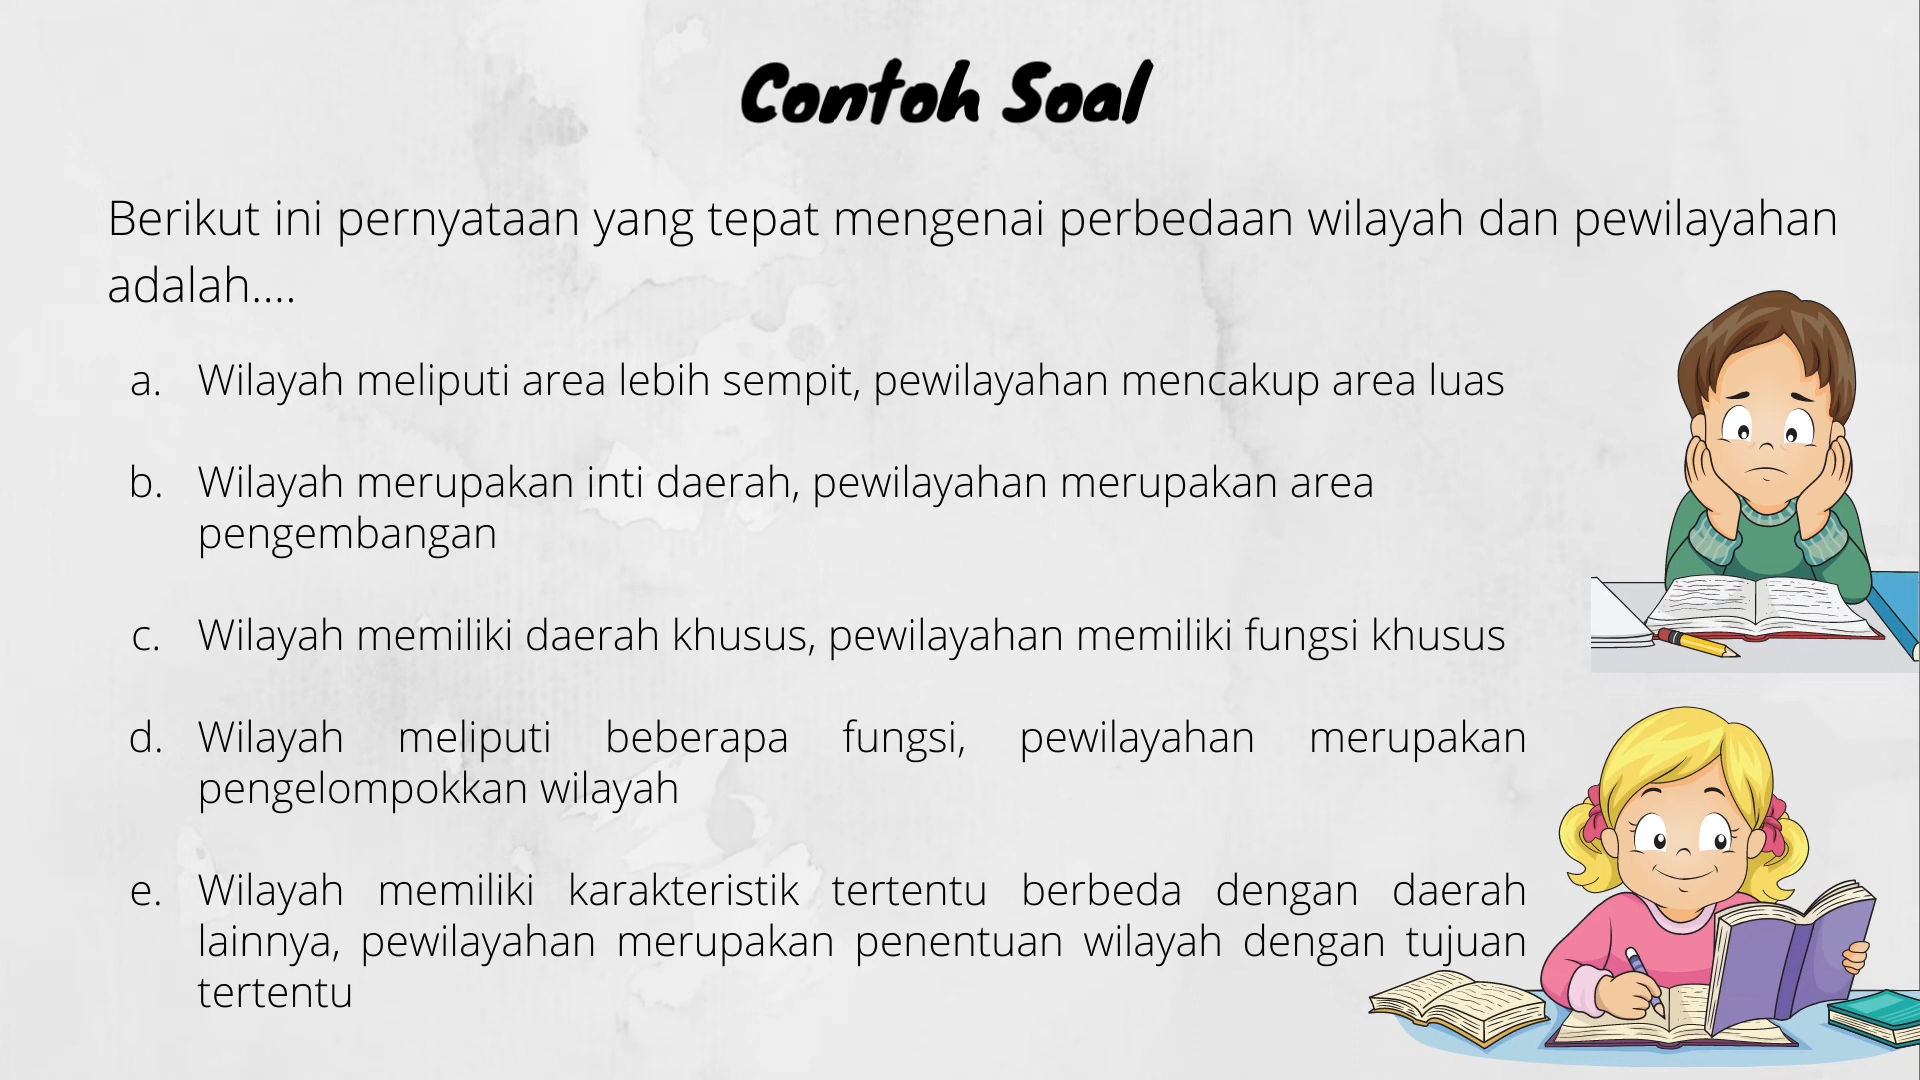 Contoh Soal
Berikut ini pernyataan yang tepat mengenai perbedaan wilayah dan pewilayahan
adalah....
a. Wilayah meliputi area lebih sempit, pewilayahan mencakup area luas
b. Wilayah merupakan inti daerah, pewilayahan merupakan area
pengembangan
c. Wilayah memiliki daerah khusus, pewilayahan memiliki fungsi khusus
d. Wilayah meliputi beberapa fungsi, pewilayahan merupakan
pengelompokkan wilayah
e. Wilayah memiliki karakteristik tertentu berbeda dengan daerah
lainnya, pewilayahan merupakan penentuan wilayah dengan tujuan
tertentu